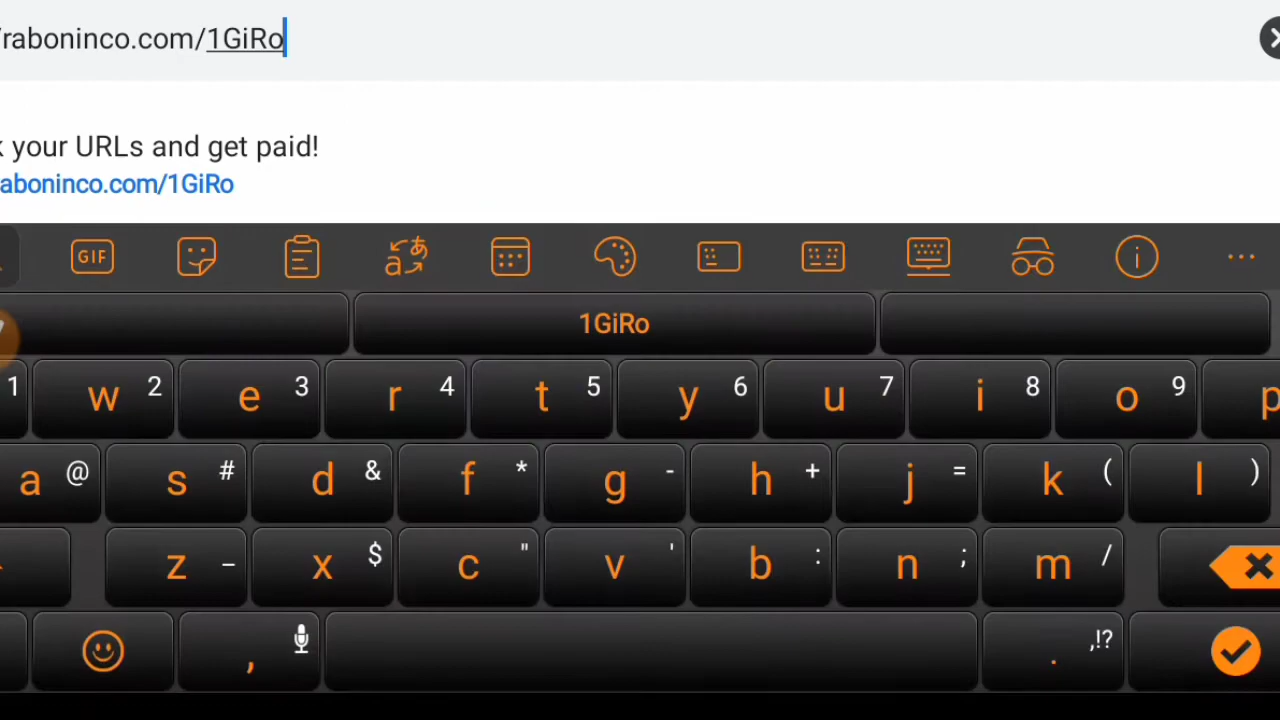 /raboninco.com/1GiRo
k your URLs and get paid!
aboninco.com/1GiRo
GIF
1GiRo
1 w 2 e 3 r 4 t 5 y 6 u 7 i 8 o 9 p
a @ s # d & f * g - h + j = k ( l )
z _ x $ c " v ' b : n ; m /
, . ,!?